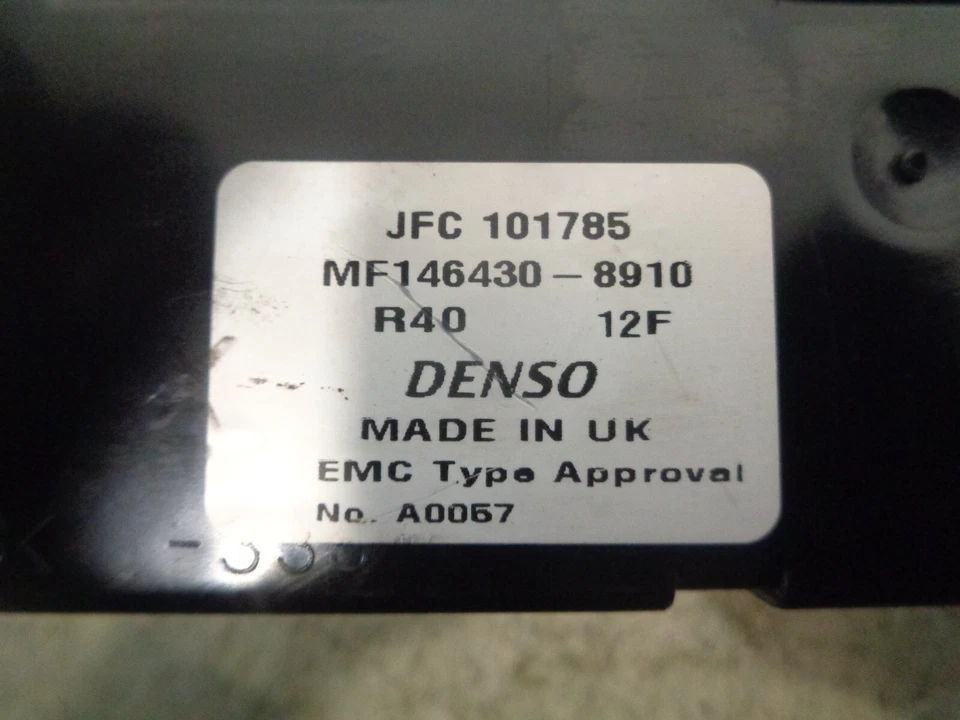 JFC 101785
MF146430-8910
R40 12F
DENSO
MADE IN UK
EMC Type Approval
No. A0057